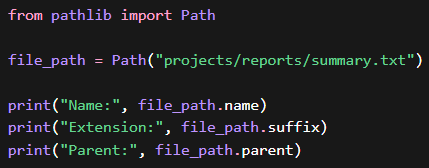 from pathlib import Path
file_path = Path("projects/reports/summary.txt")
print("Name:", file_path.name)
print("Extension:", file_path.suffix)
print("Parent:", file_path.parent)